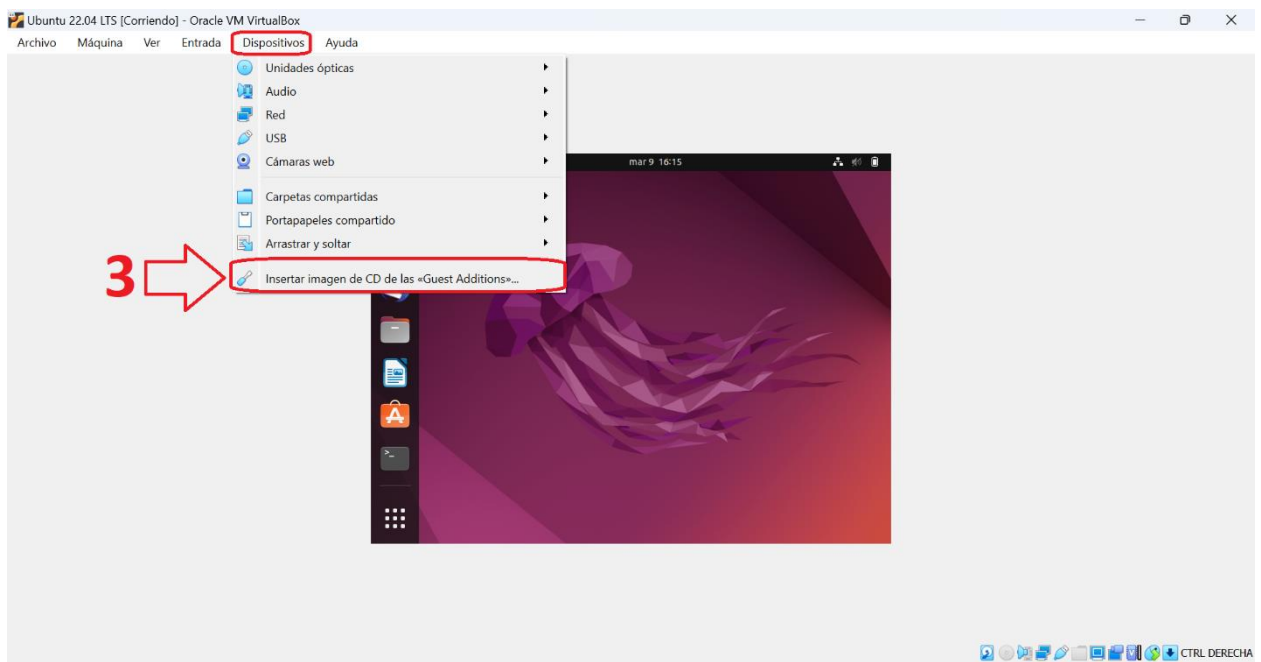 Ubuntu 22.04 LTS [Corriendo] - Oracle VM VirtualBox
Archivo Máquina Ver Entrada Dispositivos Ayuda
Unidades ópticas
Audio
Red
USB
Cámaras web
mar 9 16:15
Carpetas compartidas
Portapapeles compartido
Arrastrar y soltar
3
Insertar imagen de CD de las «Guest Additions»...
CTRL DERECHA